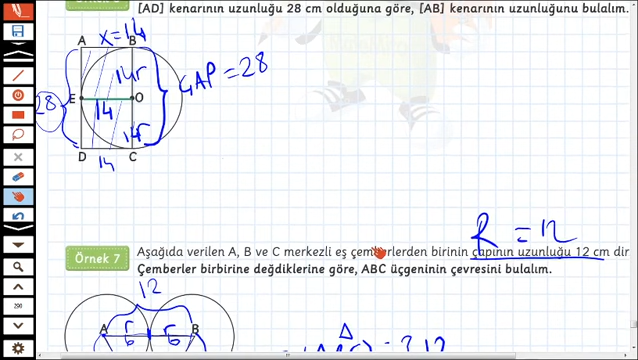 [AD] kenarının uzunluğu 28 cm olduğuna göre, [AB] kenarının uzunluğunu bulalım.
x=14
A B
14r
ÇAP =28
28
E O
14
14r
D C
14
R =12
Örnek 7 Aşağıda verilen A, B ve C merkezli eş çemberlerden birinin çapının uzunluğu 12 cm dir
Çemberler birbirine değdiklerine göre, ABC üçgeninin çevresini bulalım.
12
A r r B
6 6